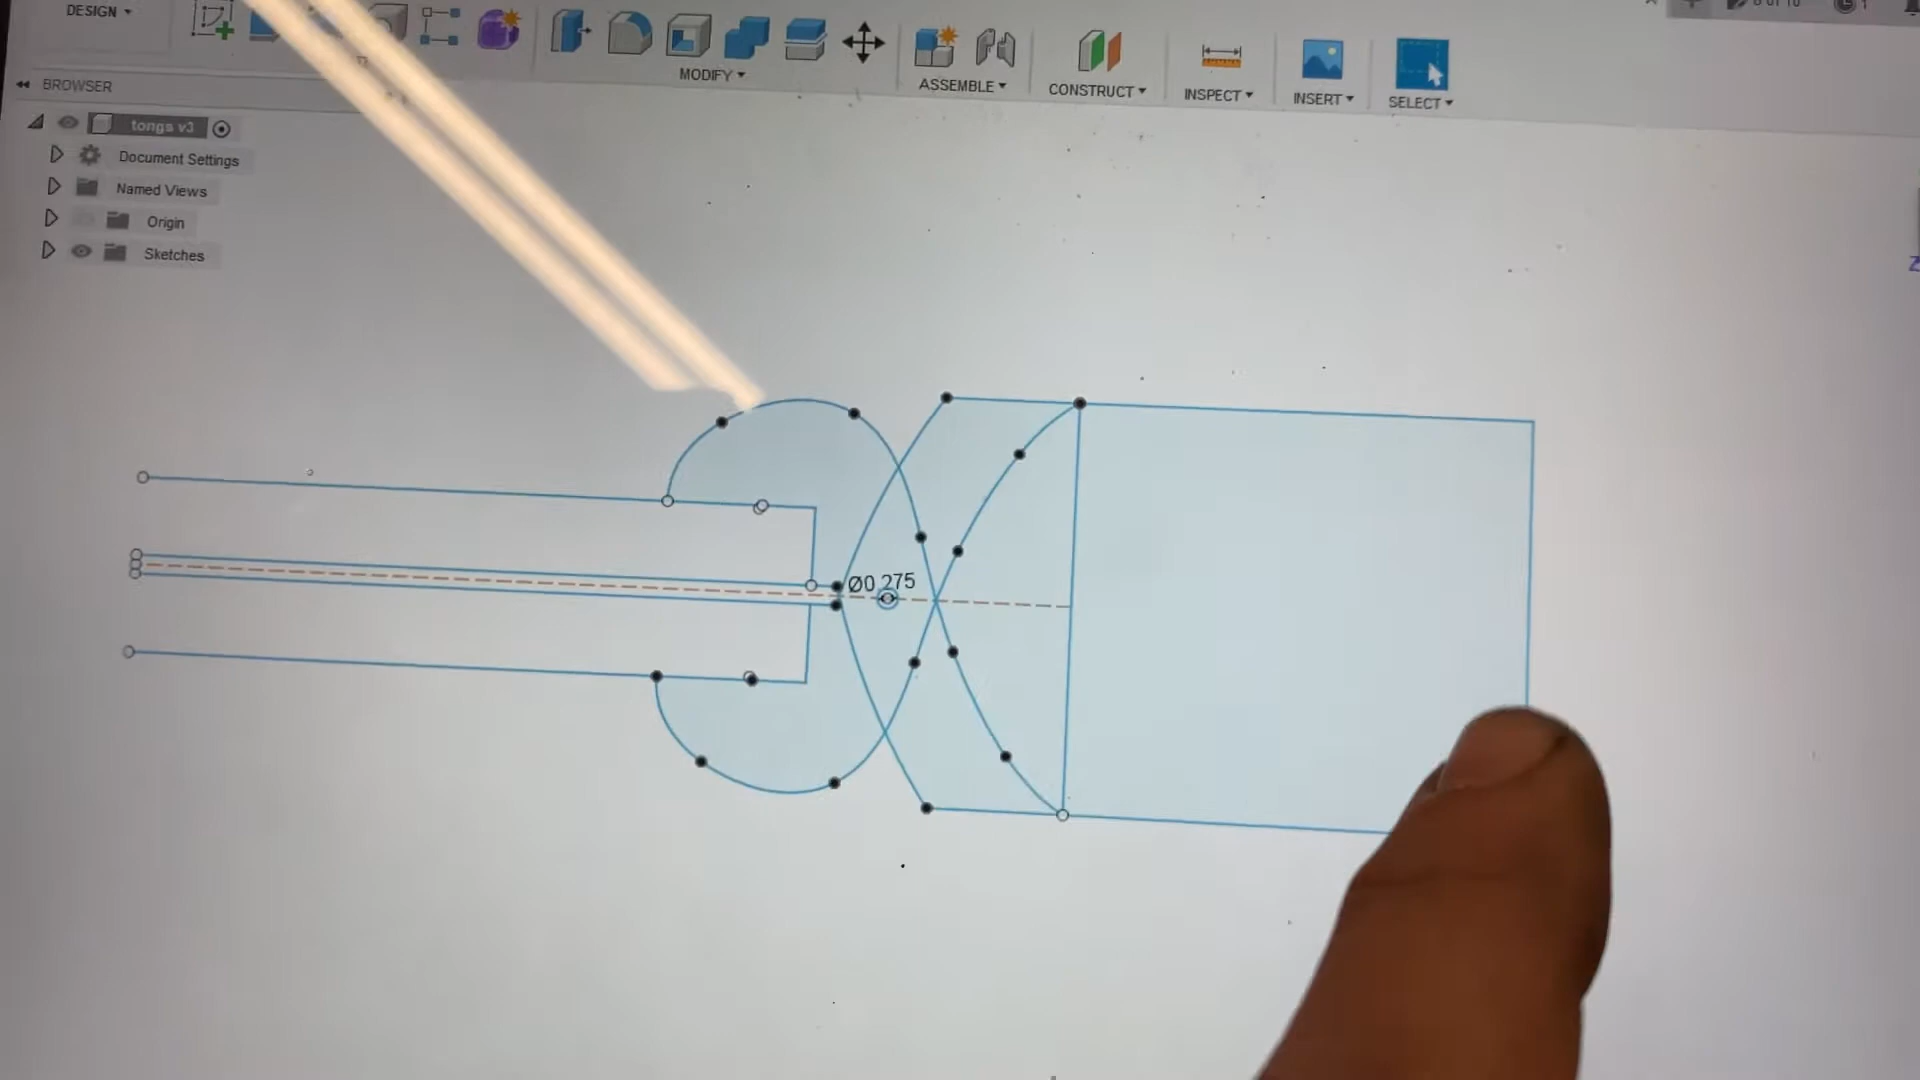 DESIGN
MODIFY
ASSEMBLE
CONSTRUCT
INSPECT
INSERT
SELECT
BROWSER
tongs v3
Document Settings
Named Views
Origin
Sketches
Ø0.275
Z